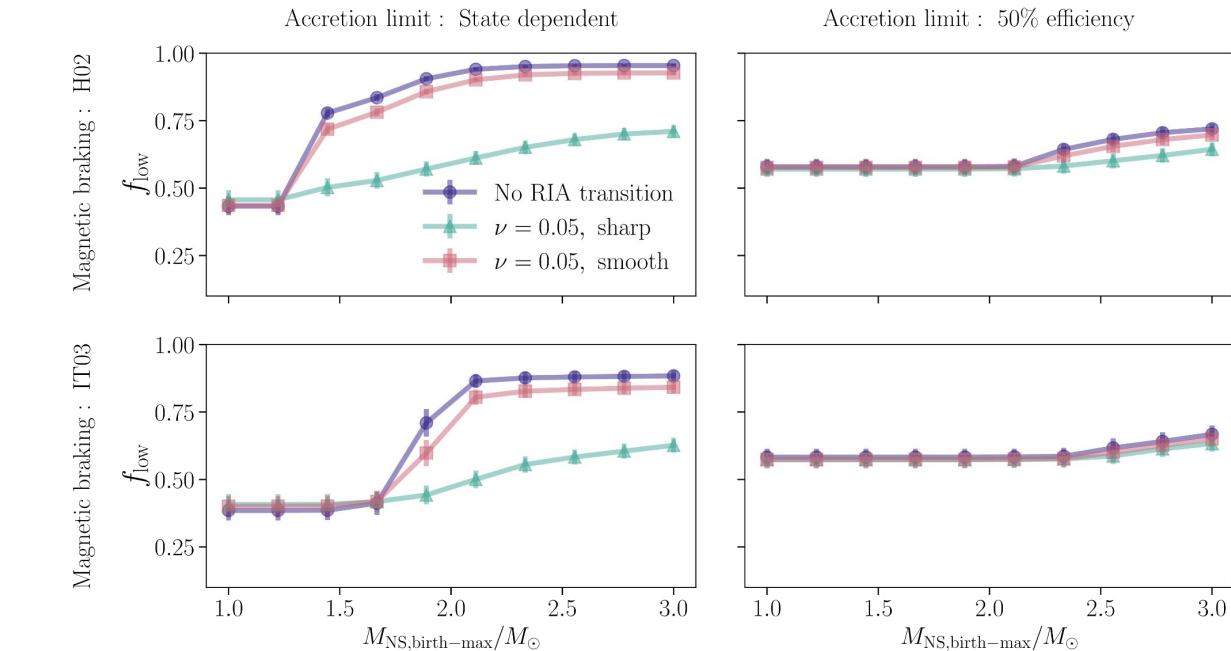 Accretion limit : State dependent
Accretion limit : 50% efficiency
Magnetic braking : H02
f_low
1.00
0.75
0.50
0.25
No RIA transition
ν = 0.05, sharp
ν = 0.05, smooth
Magnetic braking : IT03
f_low
1.00
0.75
0.50
0.25
1.0 1.5 2.0 2.5 3.0
1.0 1.5 2.0 2.5 3.0
M_NS,birth−max/M_⊙
M_NS,birth−max/M_⊙